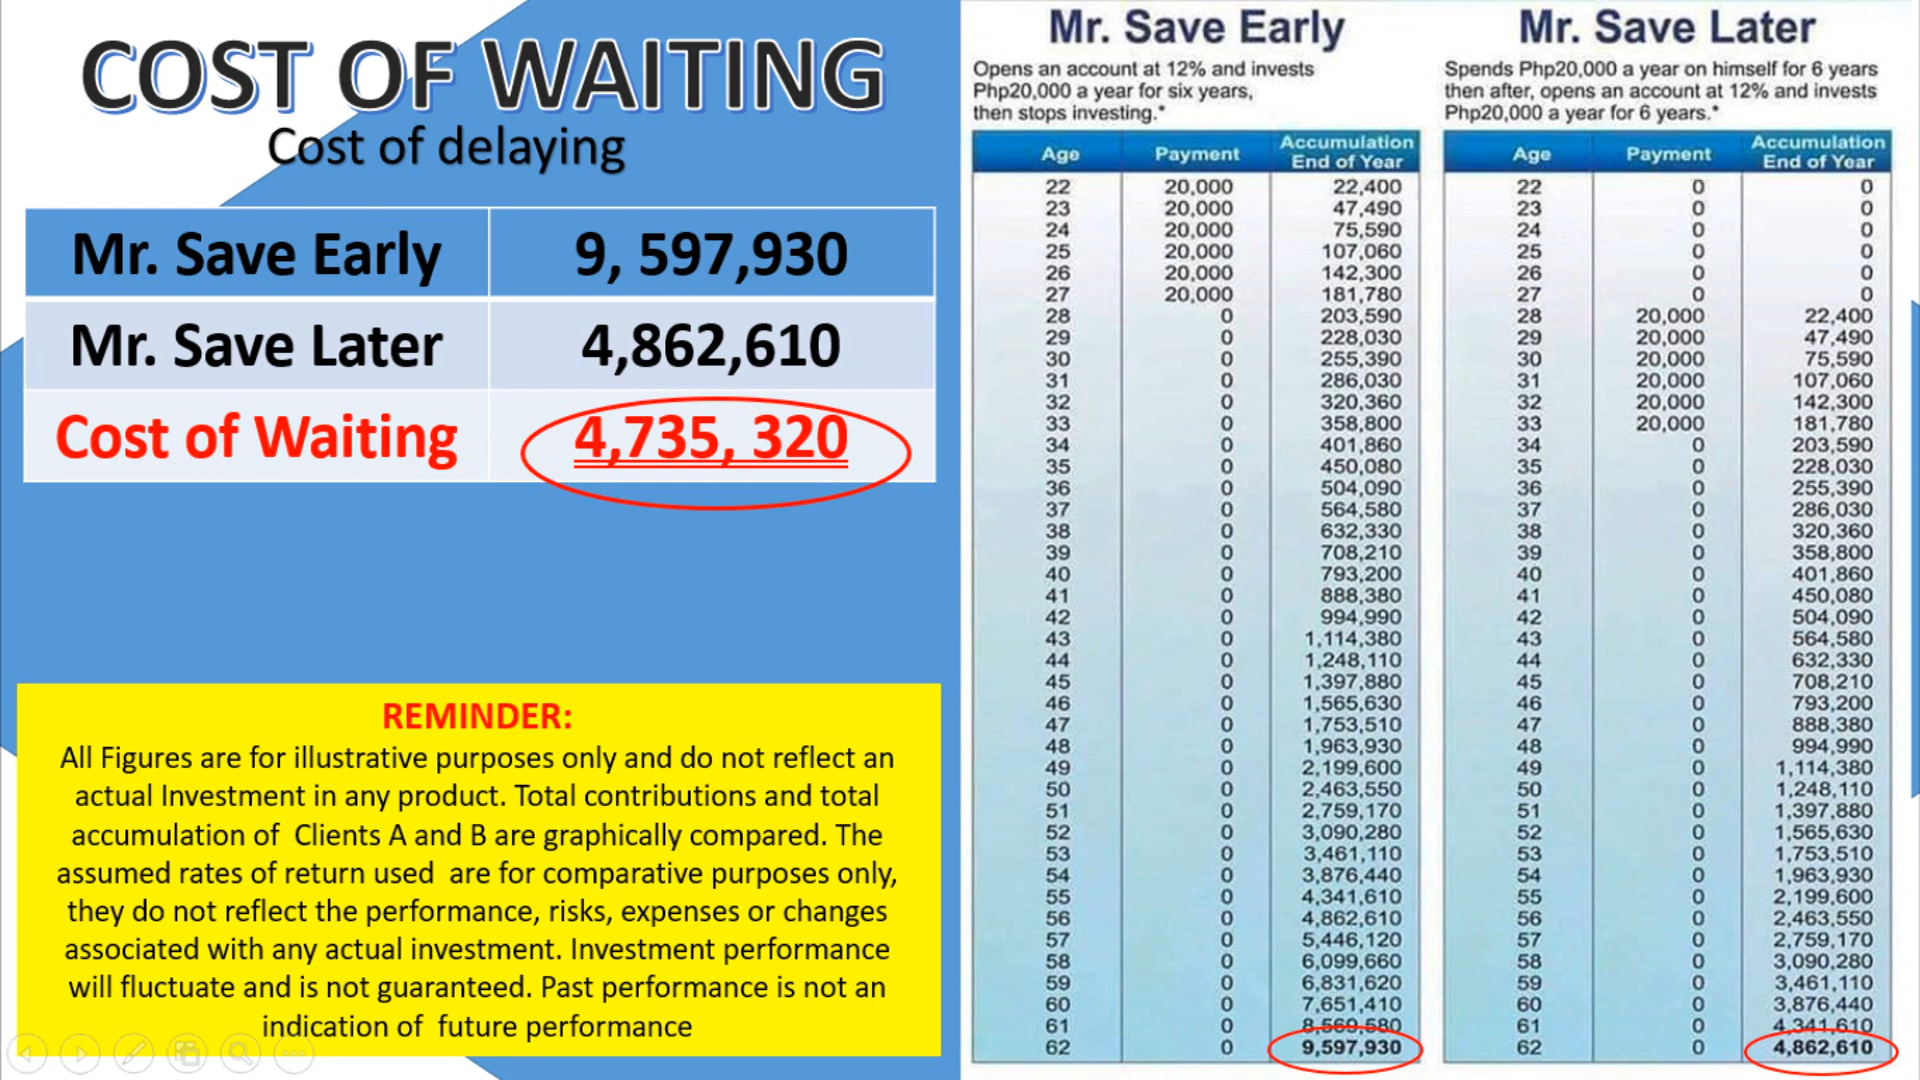 COST OF WAITING
Cost of delaying
Mr. Save Early 9, 597,930
Mr. Save Later 4,862,610
Cost of Waiting 4,735, 320
REMINDER:
All Figures are for illustrative purposes only and do not reflect an
actual Investment in any product. Total contributions and total
accumulation of Clients A and B are graphically compared. The
assumed rates of return used are for comparative purposes only,
they do not reflect the performance, risks, expenses or changes
associated with any actual investment. Investment performance
will fluctuate and is not guaranteed. Past performance is not an
indication of future performance
Mr. Save Early
Opens an account at 12% and invests
Php20,000 a year for six years,
then stops investing.*
Age Payment Accumulation
End of Year
22 20,000 22,400
23 20,000 47,490
24 20,000 75,590
25 20,000 107,060
26 20,000 142,300
27 20,000 181,780
28 0 203,590
29 0 228,030
30 0 255,390
31 0 286,030
32 0 320,360
33 0 358,800
34 0 401,860
35 0 450,080
36 0 504,090
37 0 564,580
38 0 632,330
39 0 708,210
40 0 793,200
41 0 888,380
42 0 994,990
43 0 1,114,380
44 0 1,248,110
45 0 1,397,880
46 0 1,565,630
47 0 1,753,510
48 0 1,963,930
49 0 2,199,600
50 0 2,463,550
51 0 2,759,170
52 0 3,090,280
53 0 3,461,110
54 0 3,876,440
55 0 4,341,610
56 0 4,862,610
57 0 5,446,120
58 0 6,099,660
59 0 6,831,620
60 0 7,651,410
61 0 8,569,580
62 0 9,597,930
Mr. Save Later
Spends Php20,000 a year on himself for 6 years
then after, opens an account at 12% and invests
Php20,000 a year for 6 years.*
Age Payment Accumulation
End of Year
22 0 0
23 0 0
24 0 0
25 0 0
26 0 0
27 0 0
28 20,000 22,400
29 20,000 47,490
30 20,000 75,590
31 20,000 107,060
32 20,000 142,300
33 20,000 181,780
34 0 203,590
35 0 228,030
36 0 255,390
37 0 286,030
38 0 320,360
39 0 358,800
40 0 401,860
41 0 450,080
42 0 504,090
43 0 564,580
44 0 632,330
45 0 708,210
46 0 793,200
47 0 888,380
48 0 994,990
49 0 1,114,380
50 0 1,248,110
51 0 1,397,880
52 0 1,565,630
53 0 1,753,510
54 0 1,963,930
55 0 2,199,600
56 0 2,463,550
57 0 2,759,170
58 0 3,090,280
59 0 3,461,110
60 0 3,876,440
61 0 4,341,610
62 0 4,862,610